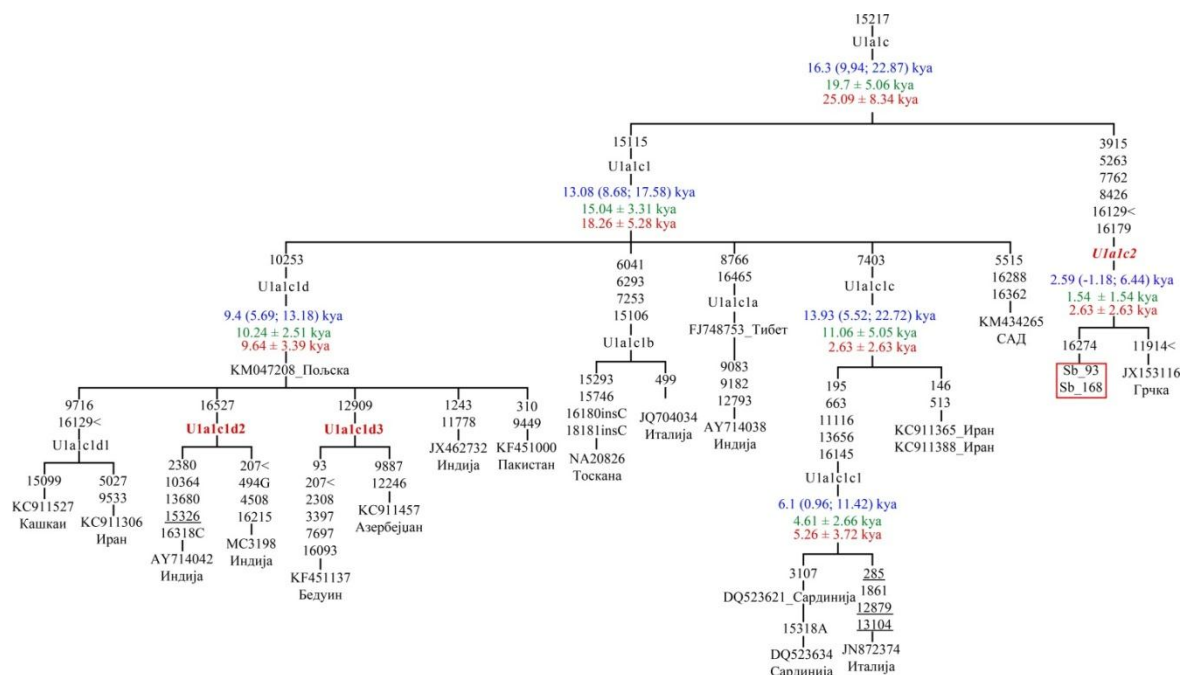 15217
U1a1c
16.3 (9,94; 22.87) kya
19.7 ± 5.06 kya
25.09 ± 8.34 kya
15115
U1a1c1
13.08 (8.68; 17.58) kya
15.04 ± 3.31 kya
18.26 ± 5.28 kya
10253
U1a1c1d
9.4 (5.69; 13.18) kya
10.24 ± 2.51 kya
9.64 ± 3.39 kya
KM047208_Пољска
9716
16129<
U1a1c1d1
15099
KC911527
Кашкаи
5027
9533
KC911306
Иран
16527
U1a1c1d2
2380
10364
13680
15326
16318C
AY714042
Индија
207<
494G
4508
16215
MC3198
Индија
12909
U1a1c1d3
93
207<
2308
3397
7697
16093
KF451137
Бедуин
9887
12246
KC911457
Азербејџан
1243
11778
JX462732
Индија
310
9449
KF451000
Пакистан
6041
6293
7253
15106
U1a1c1b
15293
15746
16180insC
18181insC
NA20826
Тоскана
499
JQ704034
Италија
8766
16465
U1a1c1a
FJ748753_Тибет
9083
9182
12793
AY714038
Индија
7403
U1a1c1c
13.93 (5.52; 22.72) kya
11.06 ± 5.05 kya
2.63 ± 2.63 kya
195
663
11116
13656
16145
U1a1c1c1
6.1 (0.96; 11.42) kya
4.61 ± 2.66 kya
5.26 ± 3.72 kya
3107
DQ523621_Сардинија
15318A
DQ523634
Сардинија
285
1861
12879
13104
JN872374
Италија
146
513
KC911365_Иран
KC911388_Иран
5515
16288
16362
KM434265
САД
3915
5263
7762
8426
16129<
16179
U1a1c2
2.59 (-1.18; 6.44) kya
1.54 ± 1.54 kya
2.63 ± 2.63 kya
16274
Sb_93
Sb_168
11914<
JX153116
Грчка